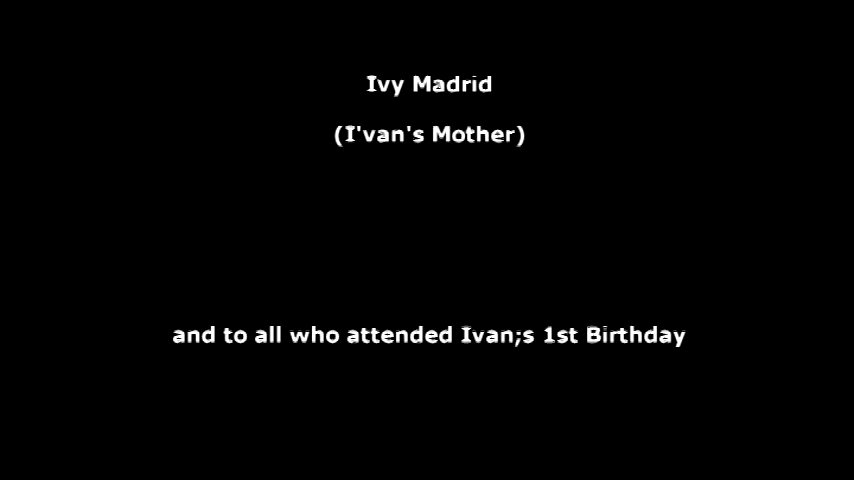 Ivy Madrid
(I'van's Mother)
and to all who attended Ivan;s 1st Birthday